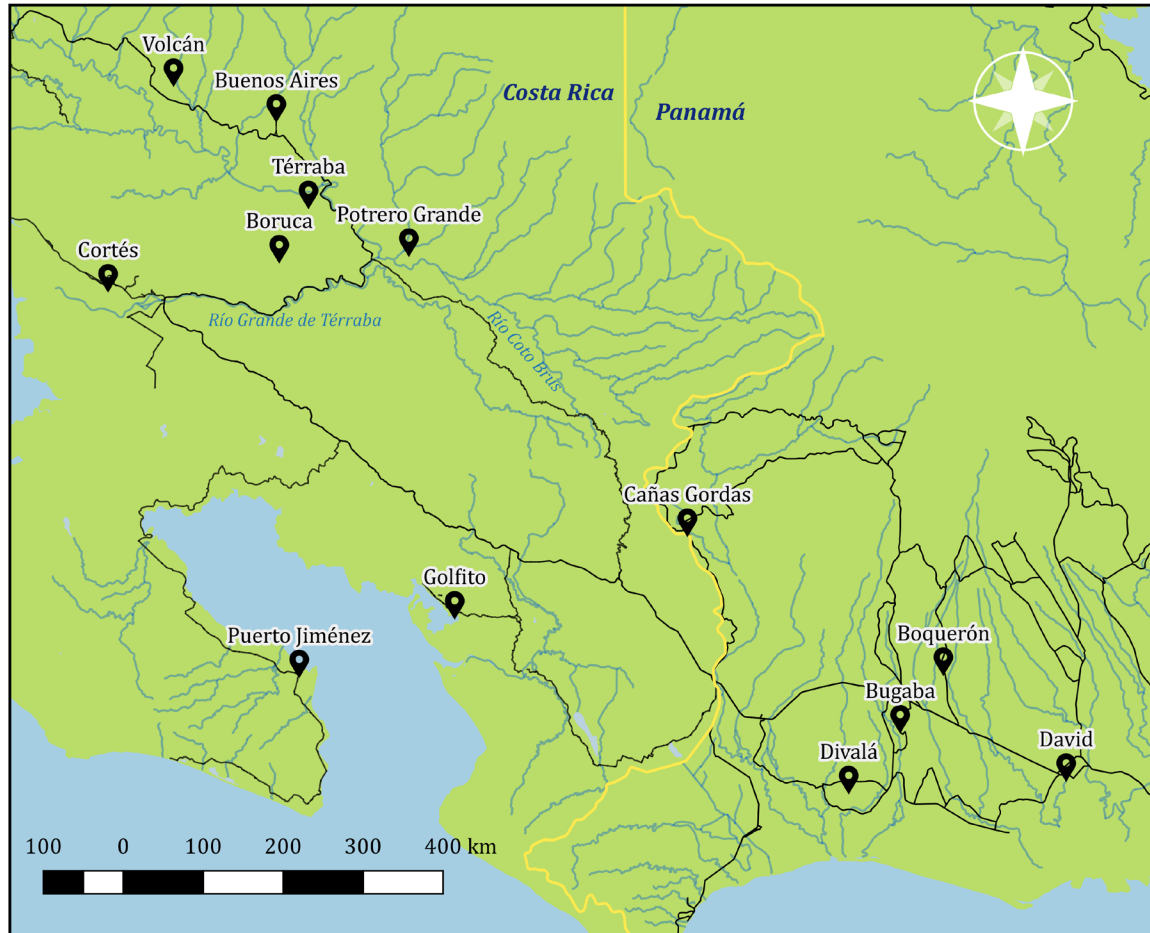 Volcán
Buenos Aires
Costa Rica
Panamá
Térraba
Potrero Grande
Boruca
Cortés
Río Grande de Térraba
Río Coto Brus
Cañas Gordas
Golfito
Puerto Jiménez
Boquerón
Bugaba
David
Divalá
100 0 100 200 300 400 km